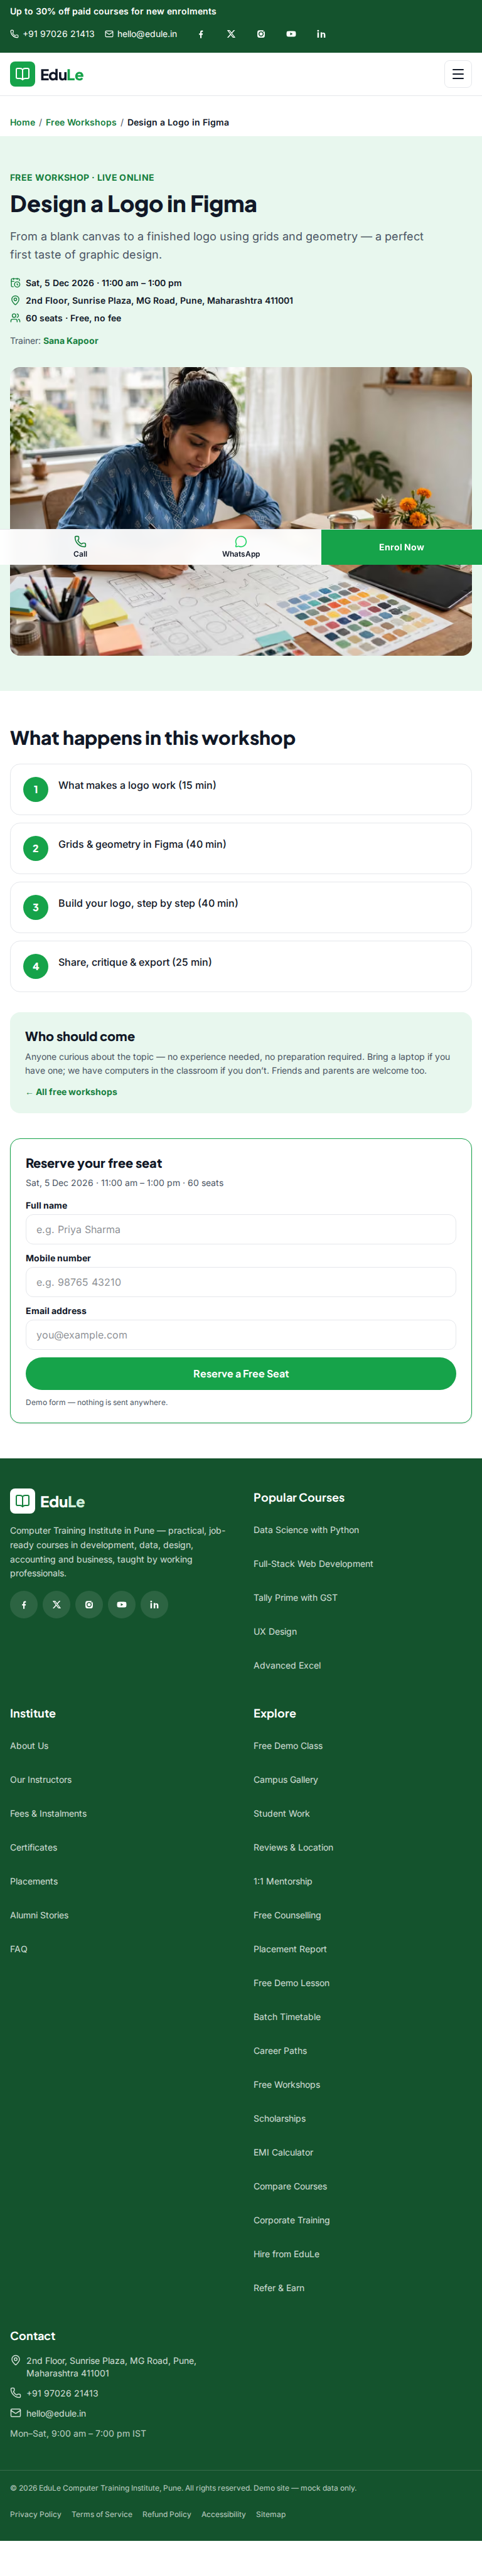 Up to 30% off paid courses for new enrolments
+91 97026 21413 hello@edule.in
EduLe
Home / Free Workshops / Design a Logo in Figma
FREE WORKSHOP · LIVE ONLINE
Design a Logo in Figma
From a blank canvas to a finished logo using grids and geometry — a perfect
first taste of graphic design.
Sat, 5 Dec 2026 · 11:00 am – 1:00 pm
2nd Floor, Sunrise Plaza, MG Road, Pune, Maharashtra 411001
60 seats · Free, no fee
Trainer: Sana Kapoor
Call
WhatsApp
Enrol Now
What happens in this workshop
1 What makes a logo work (15 min)
2 Grids & geometry in Figma (40 min)
3 Build your logo, step by step (40 min)
4 Share, critique & export (25 min)
Who should come
Anyone curious about the topic — no experience needed, no preparation required. Bring a laptop if you
have one; we have computers in the classroom if you don't. Friends and parents are welcome too.
← All free workshops
Reserve your free seat
Sat, 5 Dec 2026 · 11:00 am – 1:00 pm · 60 seats
Full name
e.g. Priya Sharma
Mobile number
e.g. 98765 43210
Email address
you@example.com
Reserve a Free Seat
Demo form — nothing is sent anywhere.
EduLe
Computer Training Institute in Pune — practical, job-
ready courses in development, data, design,
accounting and business, taught by working
professionals.
Popular Courses
Data Science with Python
Full-Stack Web Development
Tally Prime with GST
UX Design
Advanced Excel
Institute
About Us
Our Instructors
Fees & Instalments
Certificates
Placements
Alumni Stories
FAQ
Explore
Free Demo Class
Campus Gallery
Student Work
Reviews & Location
1:1 Mentorship
Free Counselling
Placement Report
Free Demo Lesson
Batch Timetable
Career Paths
Free Workshops
Scholarships
EMI Calculator
Compare Courses
Corporate Training
Hire from EduLe
Refer & Earn
Contact
2nd Floor, Sunrise Plaza, MG Road, Pune,
Maharashtra 411001
+91 97026 21413
hello@edule.in
Mon–Sat, 9:00 am – 7:00 pm IST
© 2026 EduLe Computer Training Institute, Pune. All rights reserved. Demo site — mock data only.
Privacy Policy Terms of Service Refund Policy Accessibility Sitemap